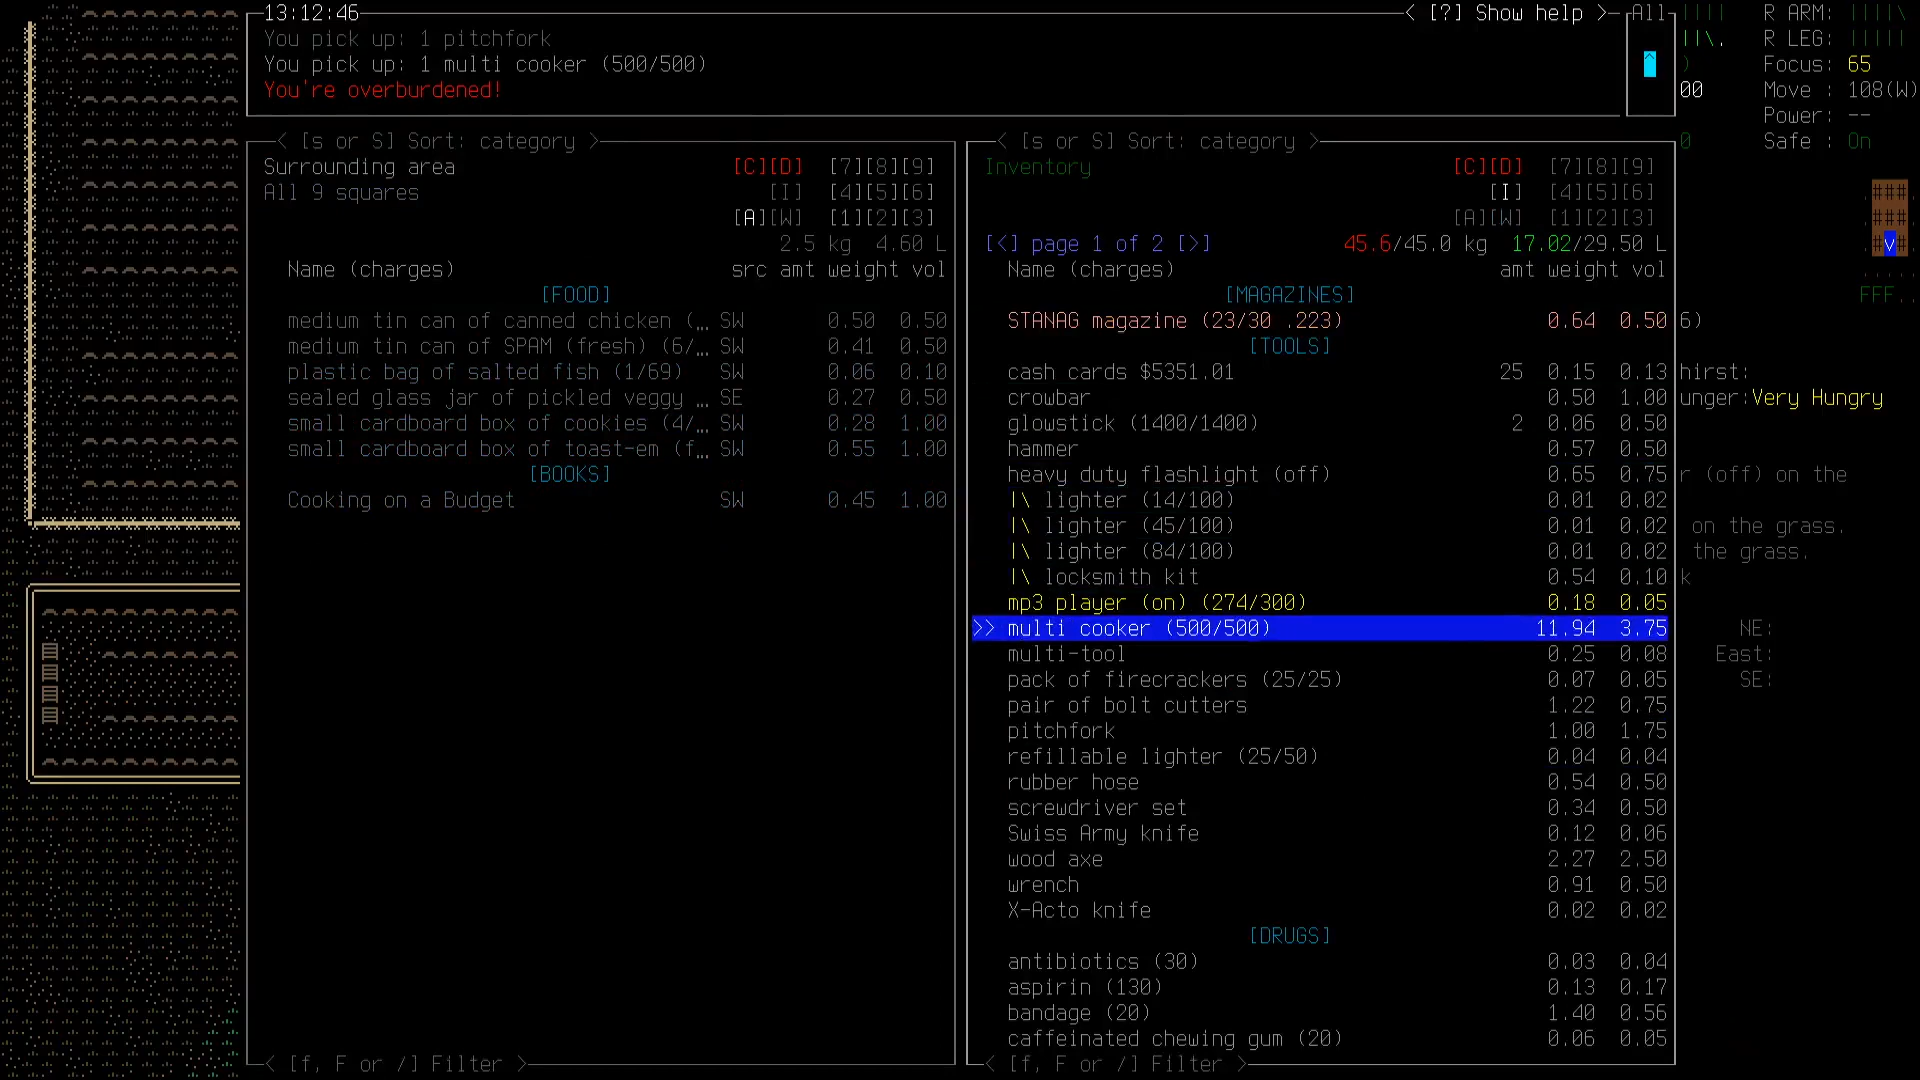 13:12:46 < [?] Show help > All
You pick up: 1 pitchfork
You pick up: 1 multi cooker (500/500)
You're overburdened!
^
R ARM: ||||\
||\. R LEG: |||||
) Focus: 65
00 Move : 108(W)
Power: --
0 Safe : On
###
###
#v#
FFF..
< [s or S] Sort: category >
Surrounding area [C][D] [7][8][9]
All 9 squares [I] [4][5][6]
[A][W] [1][2][3]
2.5 kg 4.60 L
Name (charges) src amt weight vol
[FOOD]
medium tin can of canned chicken (… SW 0.50 0.50
medium tin can of SPAM (fresh) (6/… SW 0.41 0.50
plastic bag of salted fish (1/69) SW 0.06 0.10
sealed glass jar of pickled veggy … SE 0.27 0.50
small cardboard box of cookies (4/… SW 0.28 1.00
small cardboard box of toast-em (f… SW 0.55 1.00
[BOOKS]
Cooking on a Budget SW 0.45 1.00
< [f, F or /] Filter >
< [s or S] Sort: category >
Inventory [C][D] [7][8][9]
[I] [4][5][6]
[A][W] [1][2][3]
[<] page 1 of 2 [>] 45.6/45.0 kg 17.02/29.50 L
Name (charges) amt weight vol
[MAGAZINES]
STANAG magazine (23/30 .223) 0.64 0.50
[TOOLS]
cash cards $5351.01 25 0.15 0.13
crowbar 0.50 1.00
glowstick (1400/1400) 2 0.06 0.50
hammer 0.57 0.50
heavy duty flashlight (off) 0.65 0.75
|\ lighter (14/100) 0.01 0.02
|\ lighter (45/100) 0.01 0.02
|\ lighter (84/100) 0.01 0.02
|\ locksmith kit 0.54 0.10
mp3 player (on) (274/300) 0.18 0.05
>> multi cooker (500/500) 11.94 3.75
multi-tool 0.25 0.08
pack of firecrackers (25/25) 0.07 0.05
pair of bolt cutters 1.22 0.75
pitchfork 1.00 1.75
refillable lighter (25/50) 0.04 0.04
rubber hose 0.54 0.50
screwdriver set 0.34 0.50
Swiss Army knife 0.12 0.06
wood axe 2.27 2.50
wrench 0.91 0.50
X-Acto knife 0.02 0.02
[DRUGS]
antibiotics (30) 0.03 0.04
aspirin (130) 0.13 0.17
bandage (20) 1.40 0.56
caffeinated chewing gum (20) 0.06 0.05
< [f, F or /] Filter >
6)
hirst:
unger:Very Hungry
r (off) on the
on the grass.
the grass.
k
NE:
East:
SE: